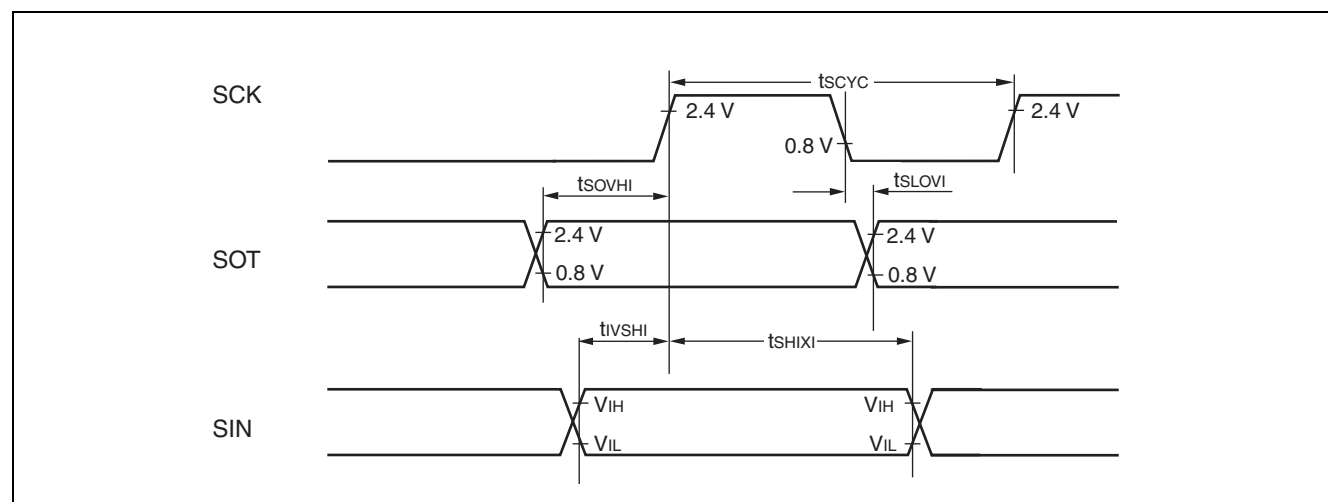 tSCYC
SCK
2.4 V
2.4 V
0.8 V
tSOVHI
tSLOVI
2.4 V
2.4 V
SOT
0.8 V
0.8 V
tIVSHI
tSHIXI
VIH
VIH
SIN
VIL
VIL